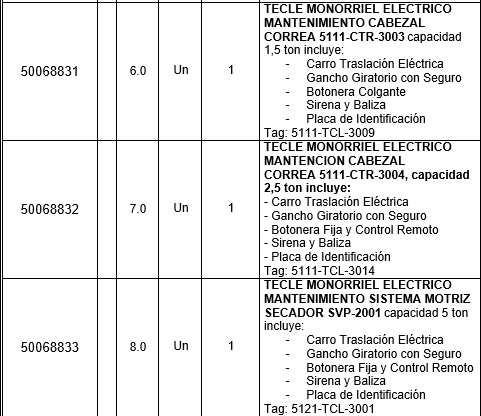 TECLE MONORRIEL ELECTRICO
MANTENIMIENTO CABEZAL
CORREA 5111-CTR-3003 capacidad
1,5 ton incluye:
- Carro Traslación Eléctrica
- Gancho Giratorio con Seguro
- Botonera Colgante
- Sirena y Baliza
- Placa de Identificación
Tag: 5111-TCL-3009
50068831 6.0 Un 1
TECLE MONORRIEL ELECTRICO
MANTENCION CABEZAL
CORREA 5111-CTR-3004, capacidad
2,5 ton incluye:
- Carro Traslación Eléctrica
- Gancho Giratorio con Seguro
- Botonera Fija y Control Remoto
- Sirena y Baliza
- Placa de Identificación
Tag: 5111-TCL-3014
50068832 7.0 Un 1
TECLE MONORRIEL ELECTRICO
MANTENIMIENTO SISTEMA MOTRIZ
SECADOR SVP-2001 capacidad 5 ton
incluye:
- Carro Traslación Eléctrica
- Gancho Giratorio con Seguro
- Botonera Fija y Control Remoto
- Sirena y Baliza
- Placa de Identificación
Tag: 5121-TCL-3001
50068833 8.0 Un 1